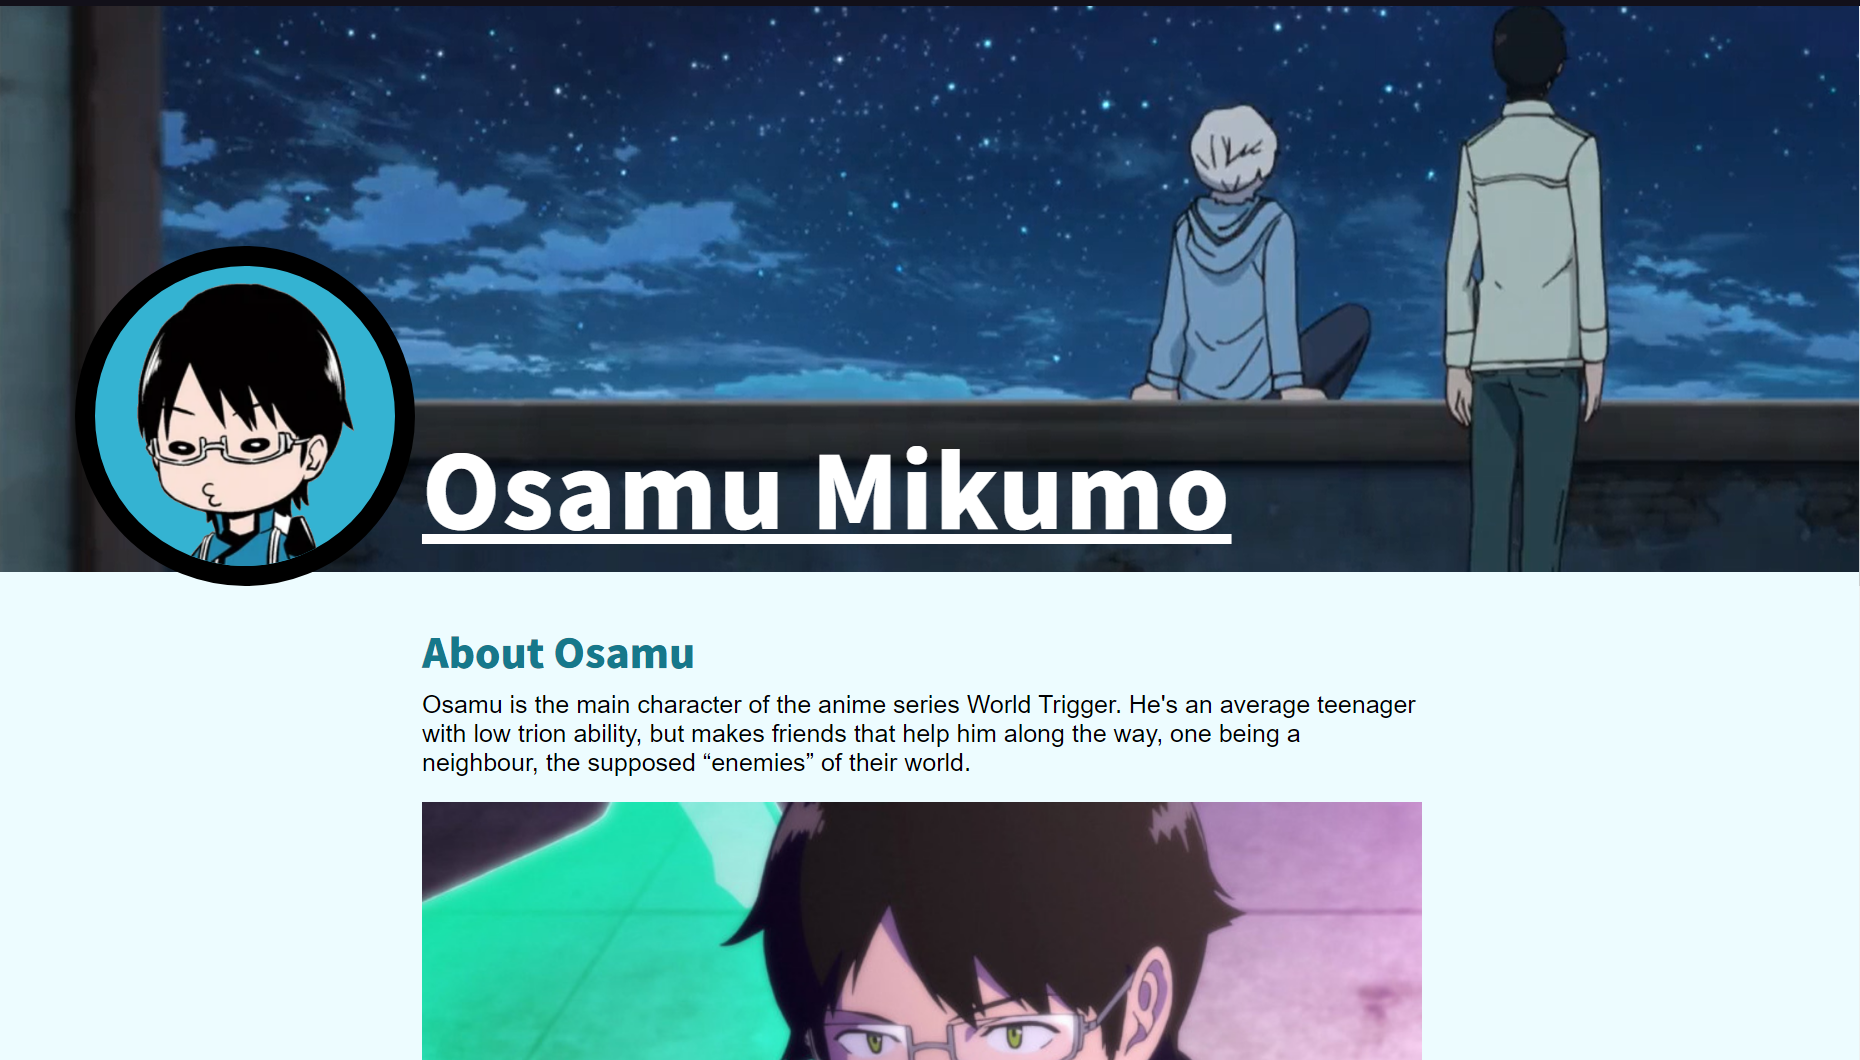 Osamu Mikumo
About Osamu
Osamu is the main character of the anime series World Trigger. He's an average teenager
with low trion ability, but makes friends that help him along the way, one being a
neighbour, the supposed “enemies” of their world.